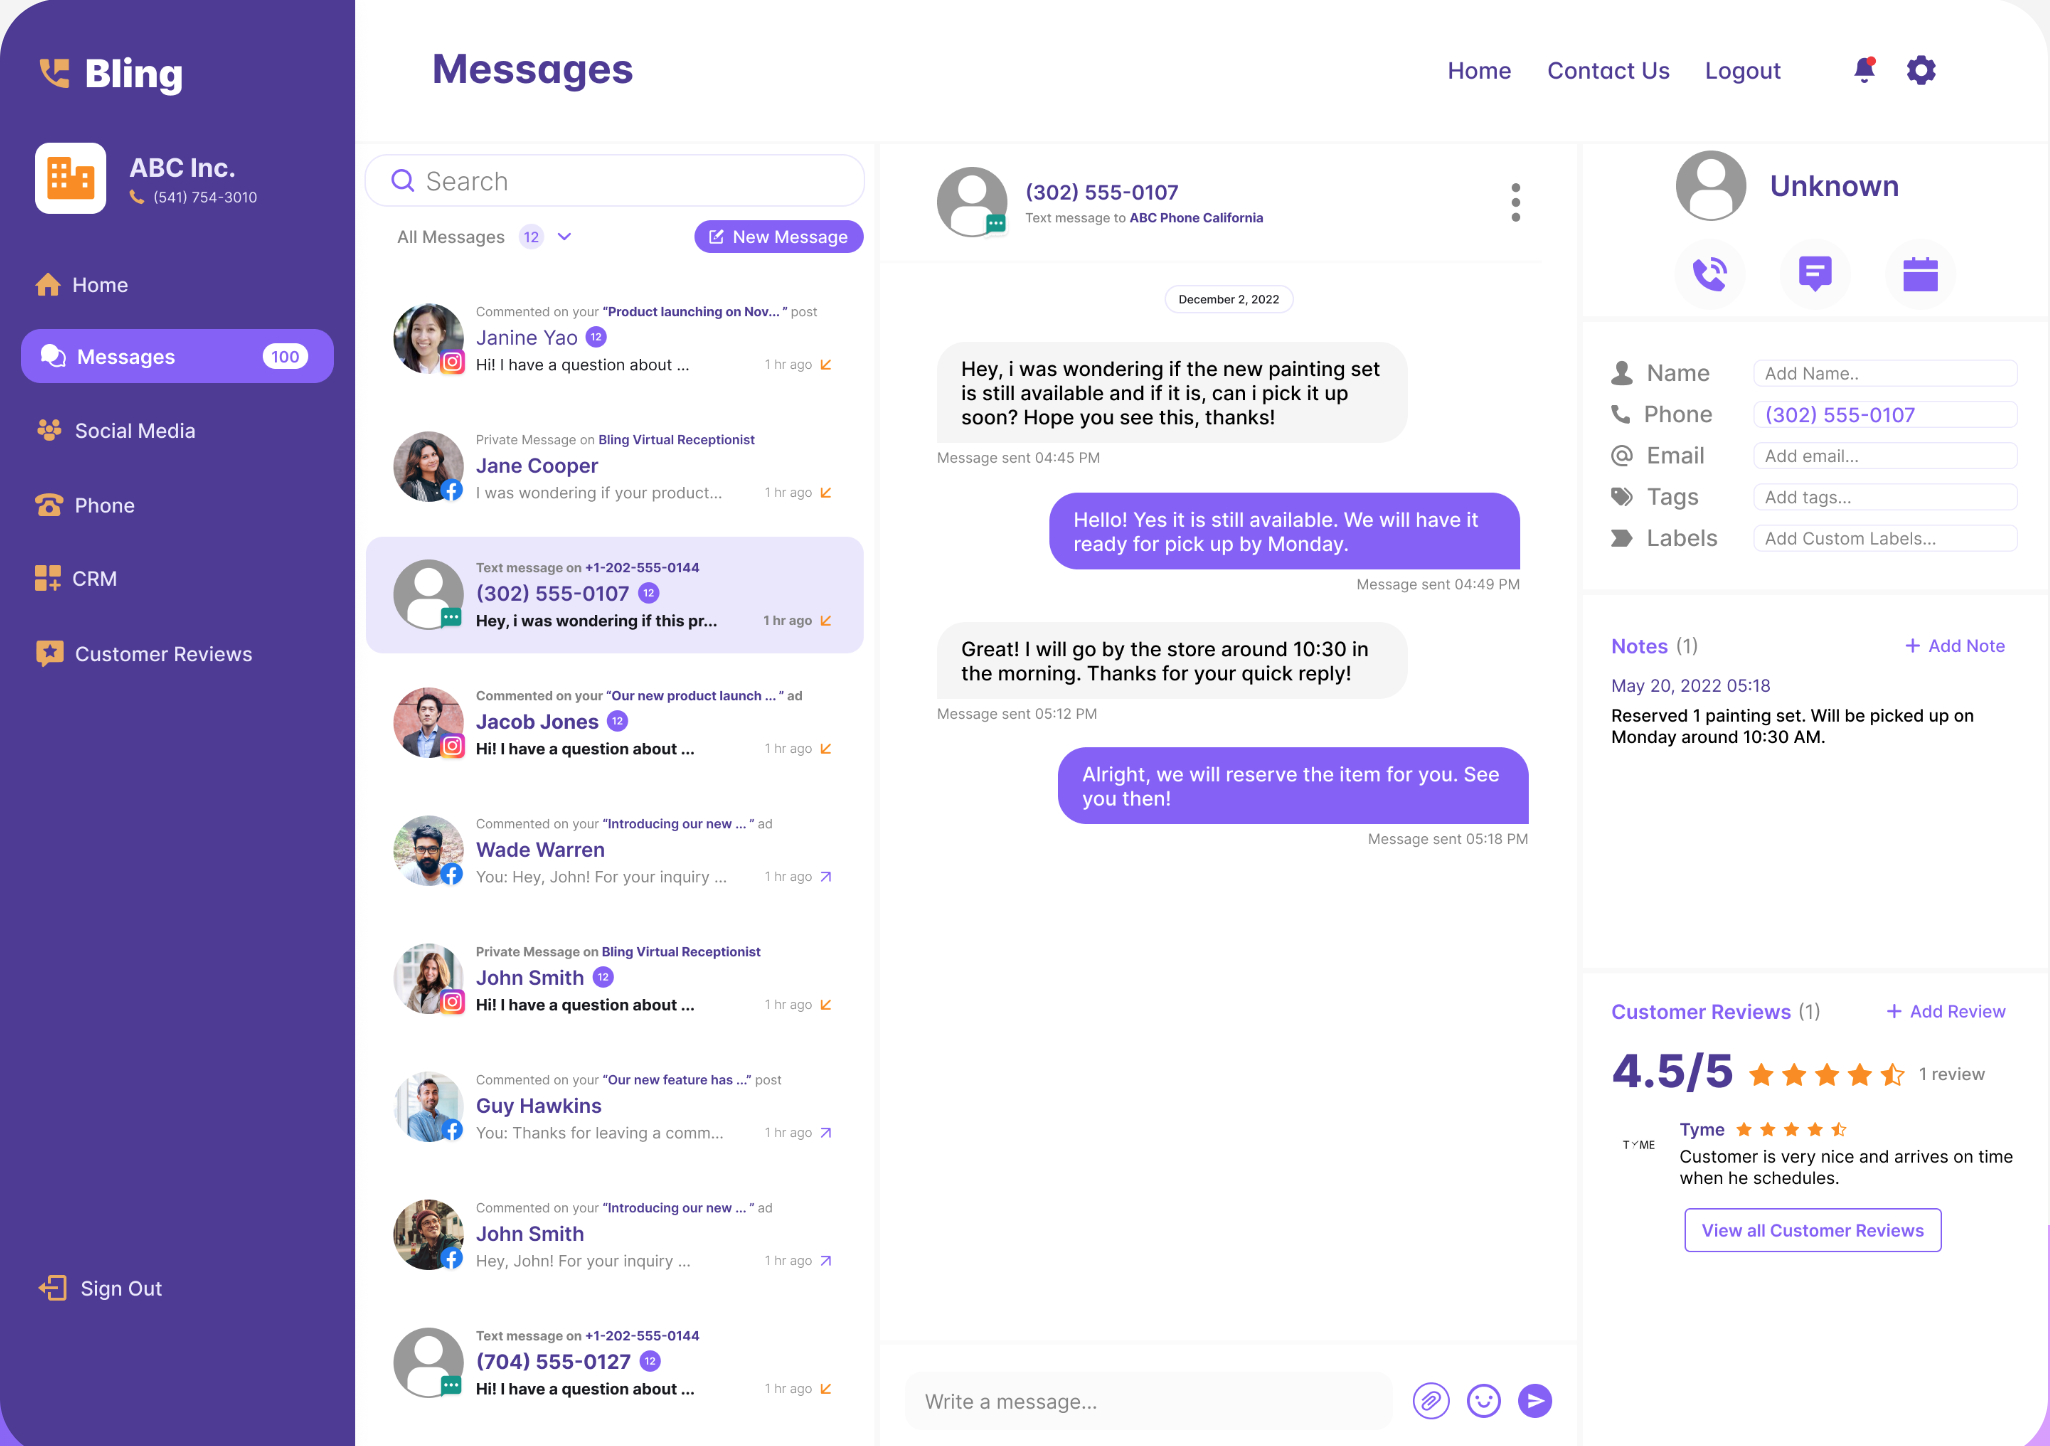 Bling
ABC Inc.
(541) 754-3010
Home
Messages 100
Social Media
Phone
CRM
Customer Reviews
Sign Out
Messages
Home Contact Us Logout
Search
All Messages 12
New Message
Commented on your “Product launching on Nov... ” post
Janine Yao 12
Hi! I have a question about ... 1 hr ago
Private Message on Bling Virtual Receptionist
Jane Cooper
I was wondering if your product... 1 hr ago
Text message on +1-202-555-0144
(302) 555-0107 12
Hey, i was wondering if this pr... 1 hr ago
Commented on your “Our new product launch ... ” ad
Jacob Jones 12
Hi! I have a question about ... 1 hr ago
Commented on your “Introducing our new ... ” ad
Wade Warren
You: Hey, John! For your inquiry ... 1 hr ago
Private Message on Bling Virtual Receptionist
John Smith 12
Hi! I have a question about ... 1 hr ago
Commented on your “Our new feature has ...” post
Guy Hawkins
You: Thanks for leaving a comm... 1 hr ago
Commented on your “Introducing our new ... ” ad
John Smith
Hey, John! For your inquiry ... 1 hr ago
Text message on +1-202-555-0144
(704) 555-0127 12
Hi! I have a question about ... 1 hr ago
(302) 555-0107
Text message to ABC Phone California
December 2, 2022
Hey, i was wondering if the new painting set
is still available and if it is, can i pick it up
soon? Hope you see this, thanks!
Message sent 04:45 PM
Hello! Yes it is still available. We will have it
ready for pick up by Monday.
Message sent 04:49 PM
Great! I will go by the store around 10:30 in
the morning. Thanks for your quick reply!
Message sent 05:12 PM
Alright, we will reserve the item for you. See
you then!
Message sent 05:18 PM
Write a message...
Unknown
Name Add Name..
Phone (302) 555-0107
Email Add email...
Tags Add tags...
Labels Add Custom Labels...
Notes (1) + Add Note
May 20, 2022 05:18
Reserved 1 painting set. Will be picked up on
Monday around 10:30 AM.
Customer Reviews (1) + Add Review
4.5/5 1 review
TYME
Tyme
Customer is very nice and arrives on time
when he schedules.
View all Customer Reviews